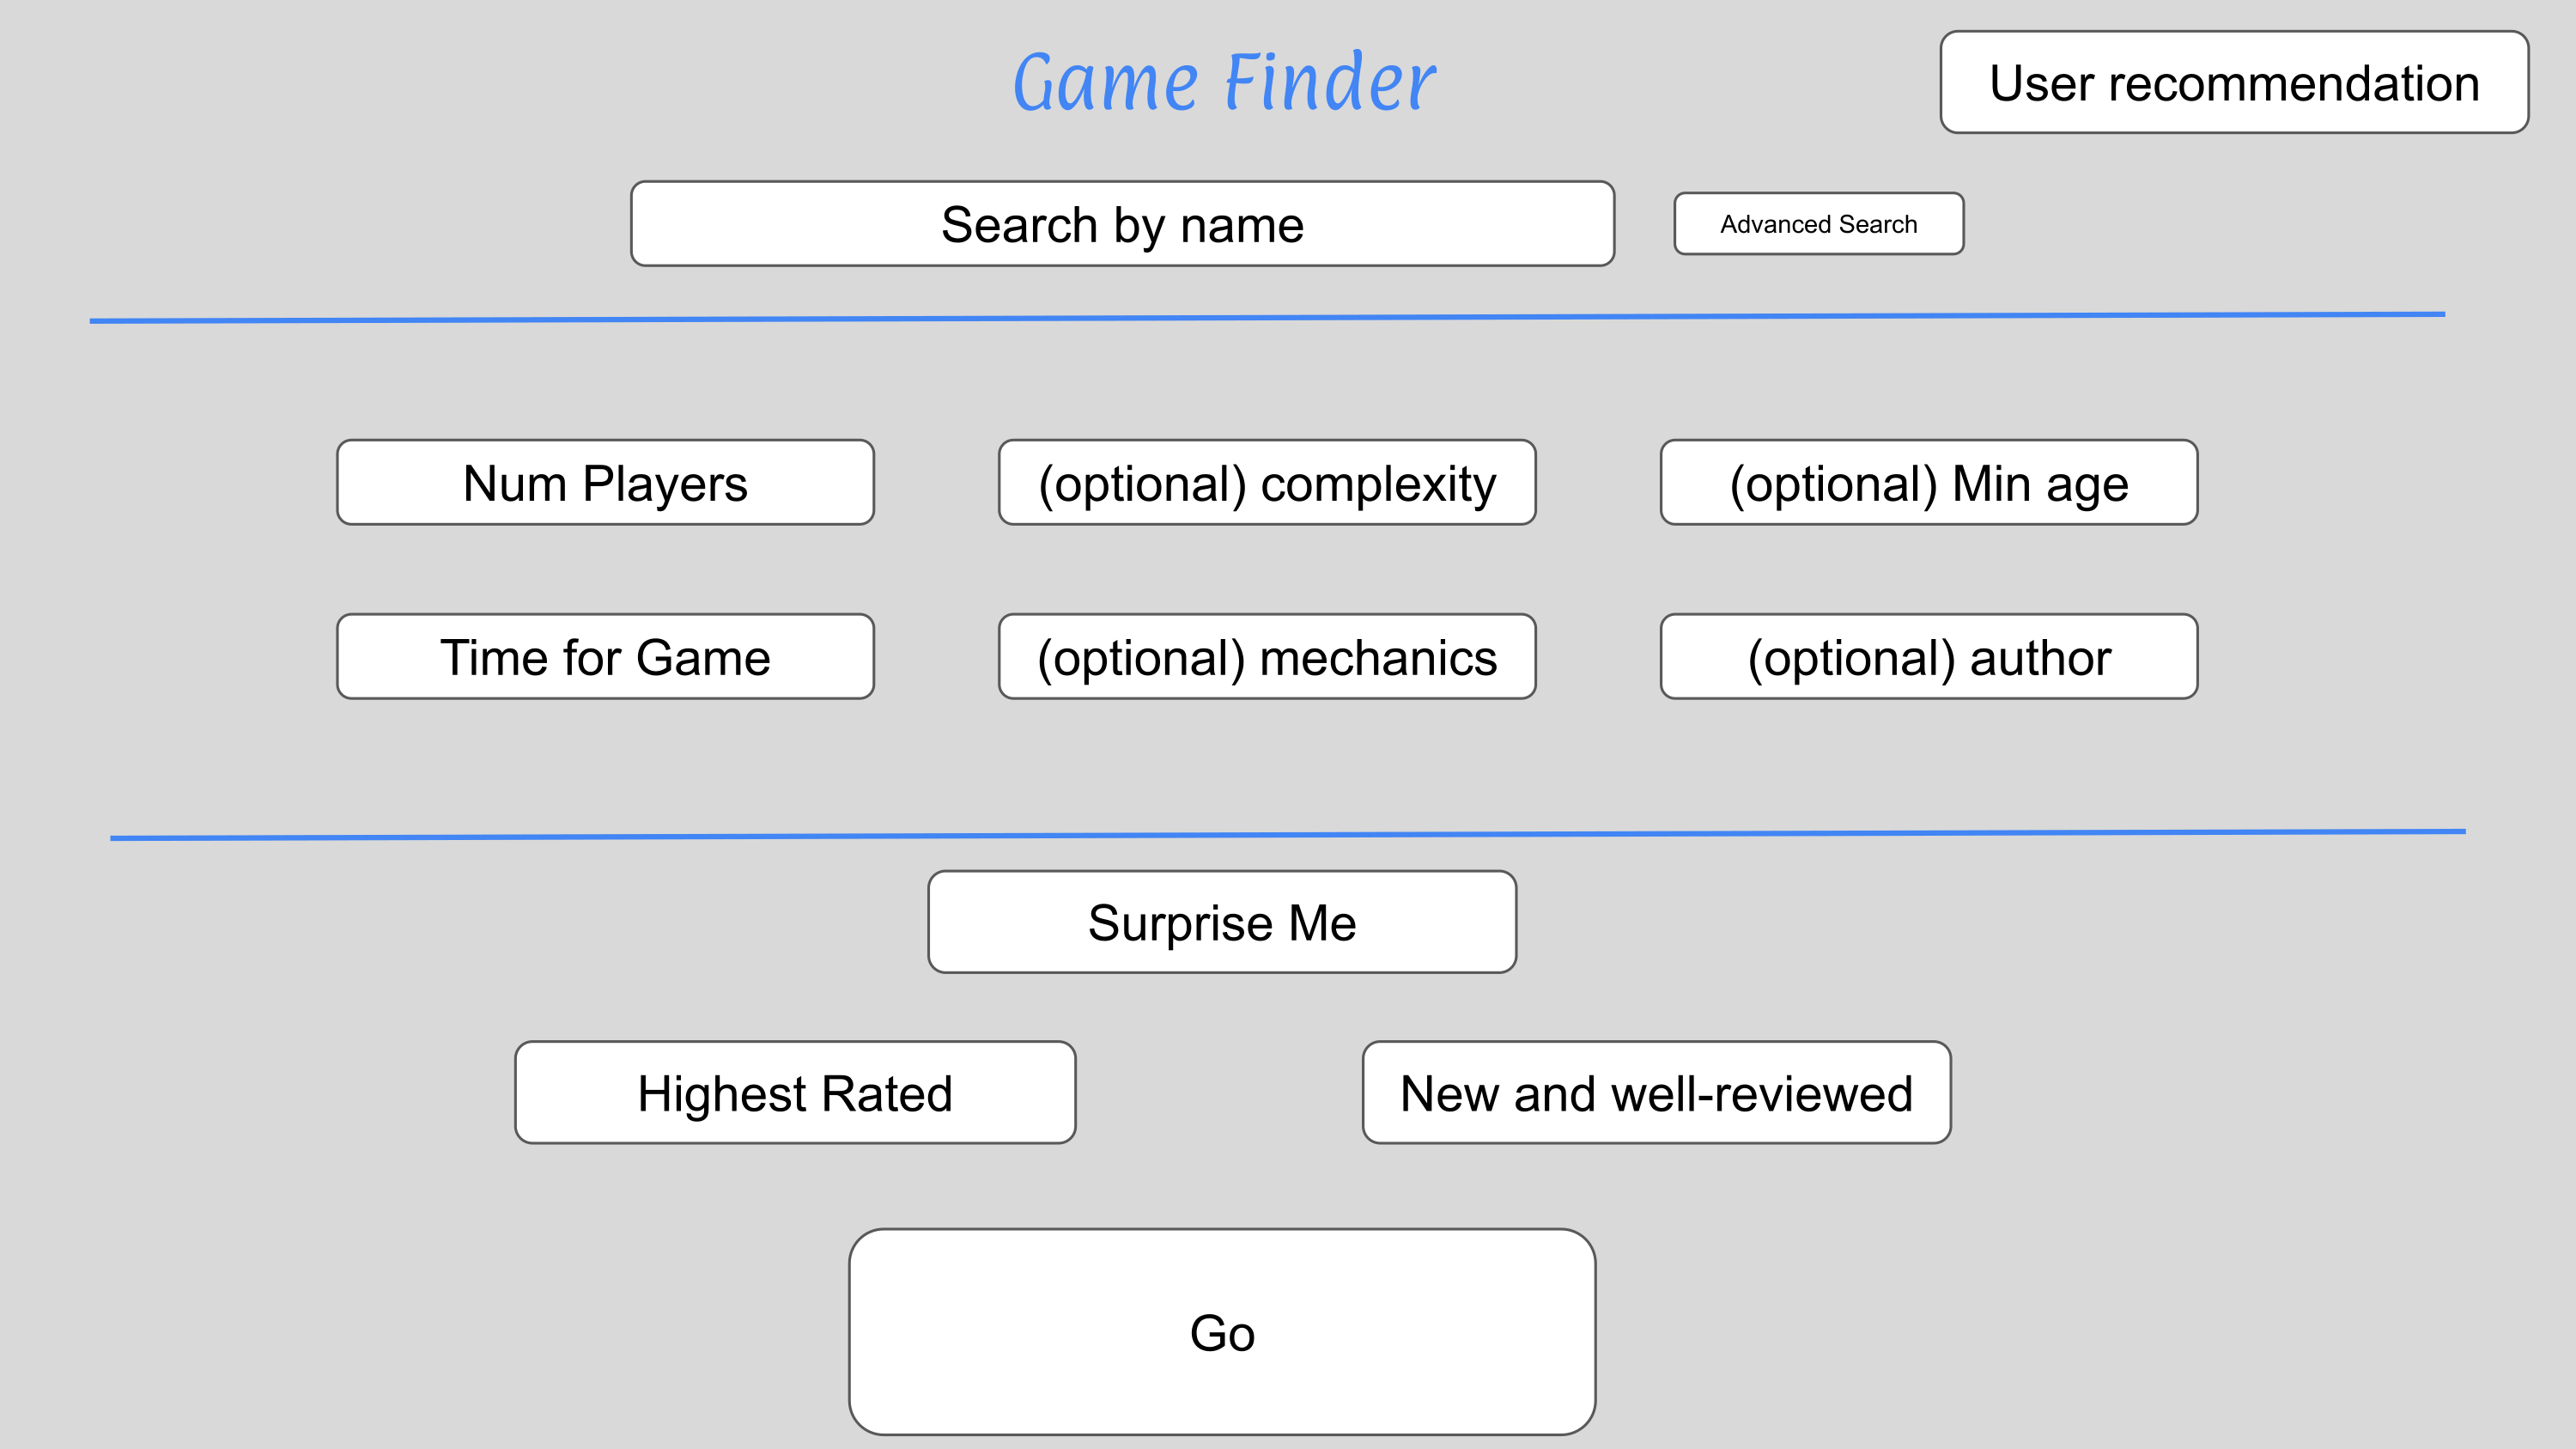 Game Finder
User recommendation
Search by name
Advanced Search
Num Players
(optional) complexity
(optional) Min age
Time for Game
(optional) mechanics
(optional) author
Surprise Me
Highest Rated
New and well-reviewed
Go